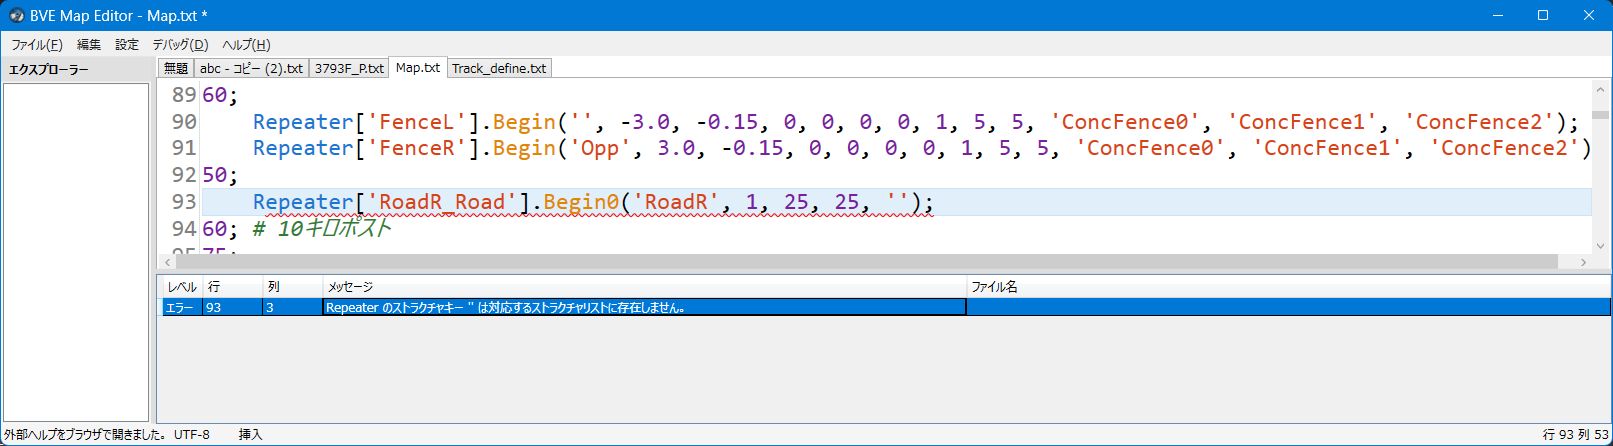 BVE Map Editor - Map.txt *
ファイル(F) 編集 設定 デバッグ(D) ヘルプ(H)
エクスプローラー
無題 abc - コピー (2).txt 3793F_P.txt Map.txt Track_define.txt
89 60;
90 Repeater['FenceL'].Begin('', -3.0, -0.15, 0, 0, 0, 0, 1, 5, 5, 'ConcFence0', 'ConcFence1', 'ConcFence2');
91 Repeater['FenceR'].Begin('Opp', 3.0, -0.15, 0, 0, 0, 0, 1, 5, 5, 'ConcFence0', 'ConcFence1', 'ConcFence2')
92 50;
93 Repeater['RoadR_Road'].Begin0('RoadR', 1, 25, 25, '');
94 60; # 10キロポスト
95 75;
レベル 行 列 メッセージ ファイル名
エラー 93 3 Repeater のストラクチャキー '' は対応するストラクチャリストに存在しません。
外部ヘルプをブラウザで開きました。 UTF-8 挿入 行 93 列 53